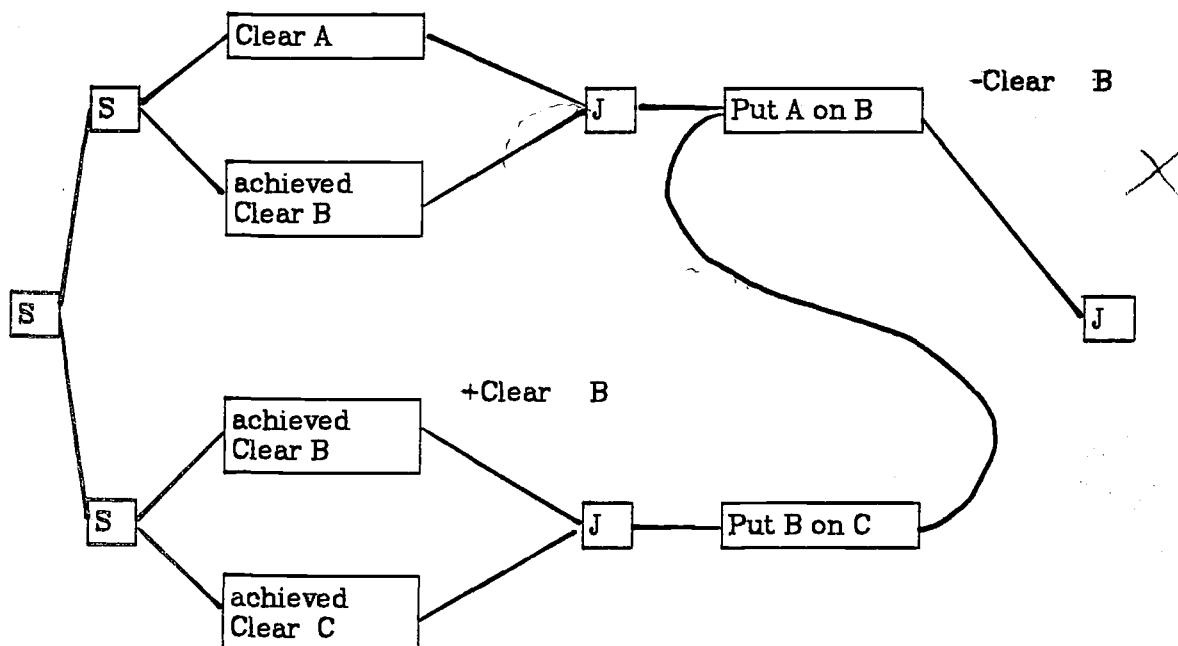 Clear A
S
achieved
Clear B
J
Put A on B
-Clear B
S
J
+Clear B
achieved
Clear B
S
achieved
Clear C
J
Put B on C